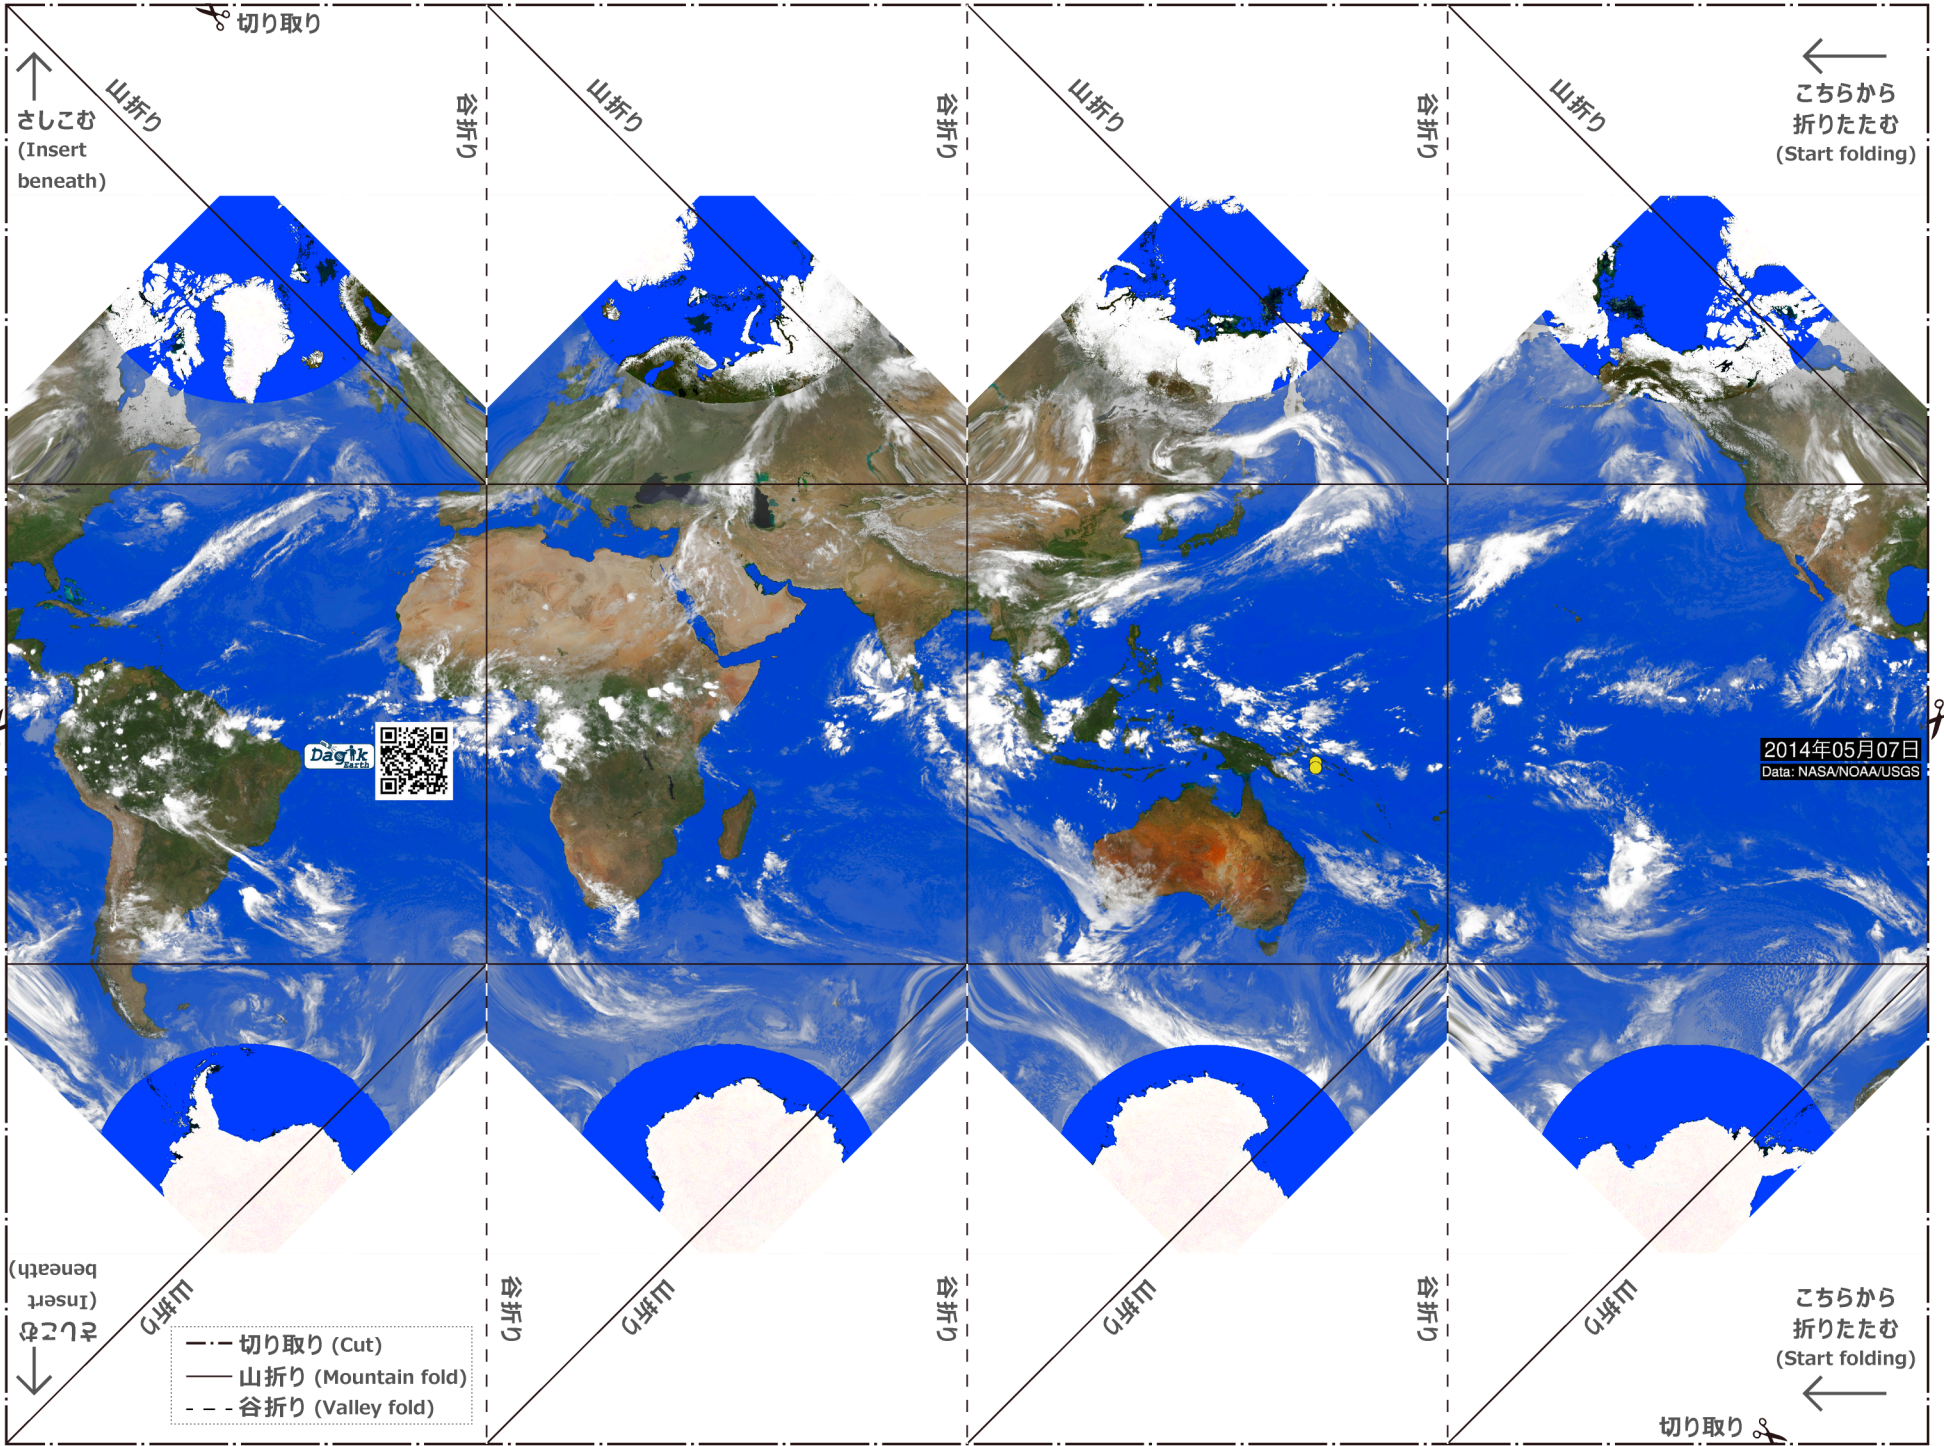 切り取り
さしこむ
(Insert
beneath)
山折り
谷折り
山折り
谷折り
山折り
谷折り
山折り
こちらから
折りたたむ
(Start folding)
Dagik
Earth
2014年05月07日
Data: NASA/NOAA/USGS
さしこむ
(Insert
beneath)
山折り
谷折り
山折り
谷折り
山折り
谷折り
山折り
こちらから
折りたたむ
(Start folding)
切り取り (Cut)
山折り (Mountain fold)
谷折り (Valley fold)
切り取り